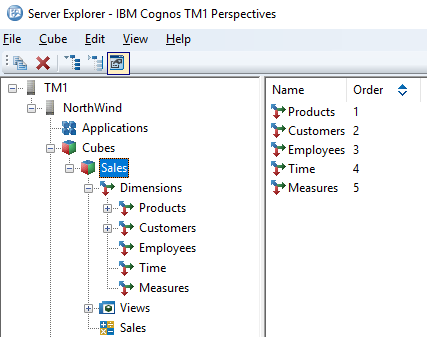 Server Explorer - IBM Cognos TM1 Perspectives
File Cube Edit View Help
TM1
NorthWind
Applications
Cubes
Sales
Dimensions
Products
Customers
Employees
Time
Measures
Views
Sales
Name Order
Products 1
Customers 2
Employees 3
Time 4
Measures 5